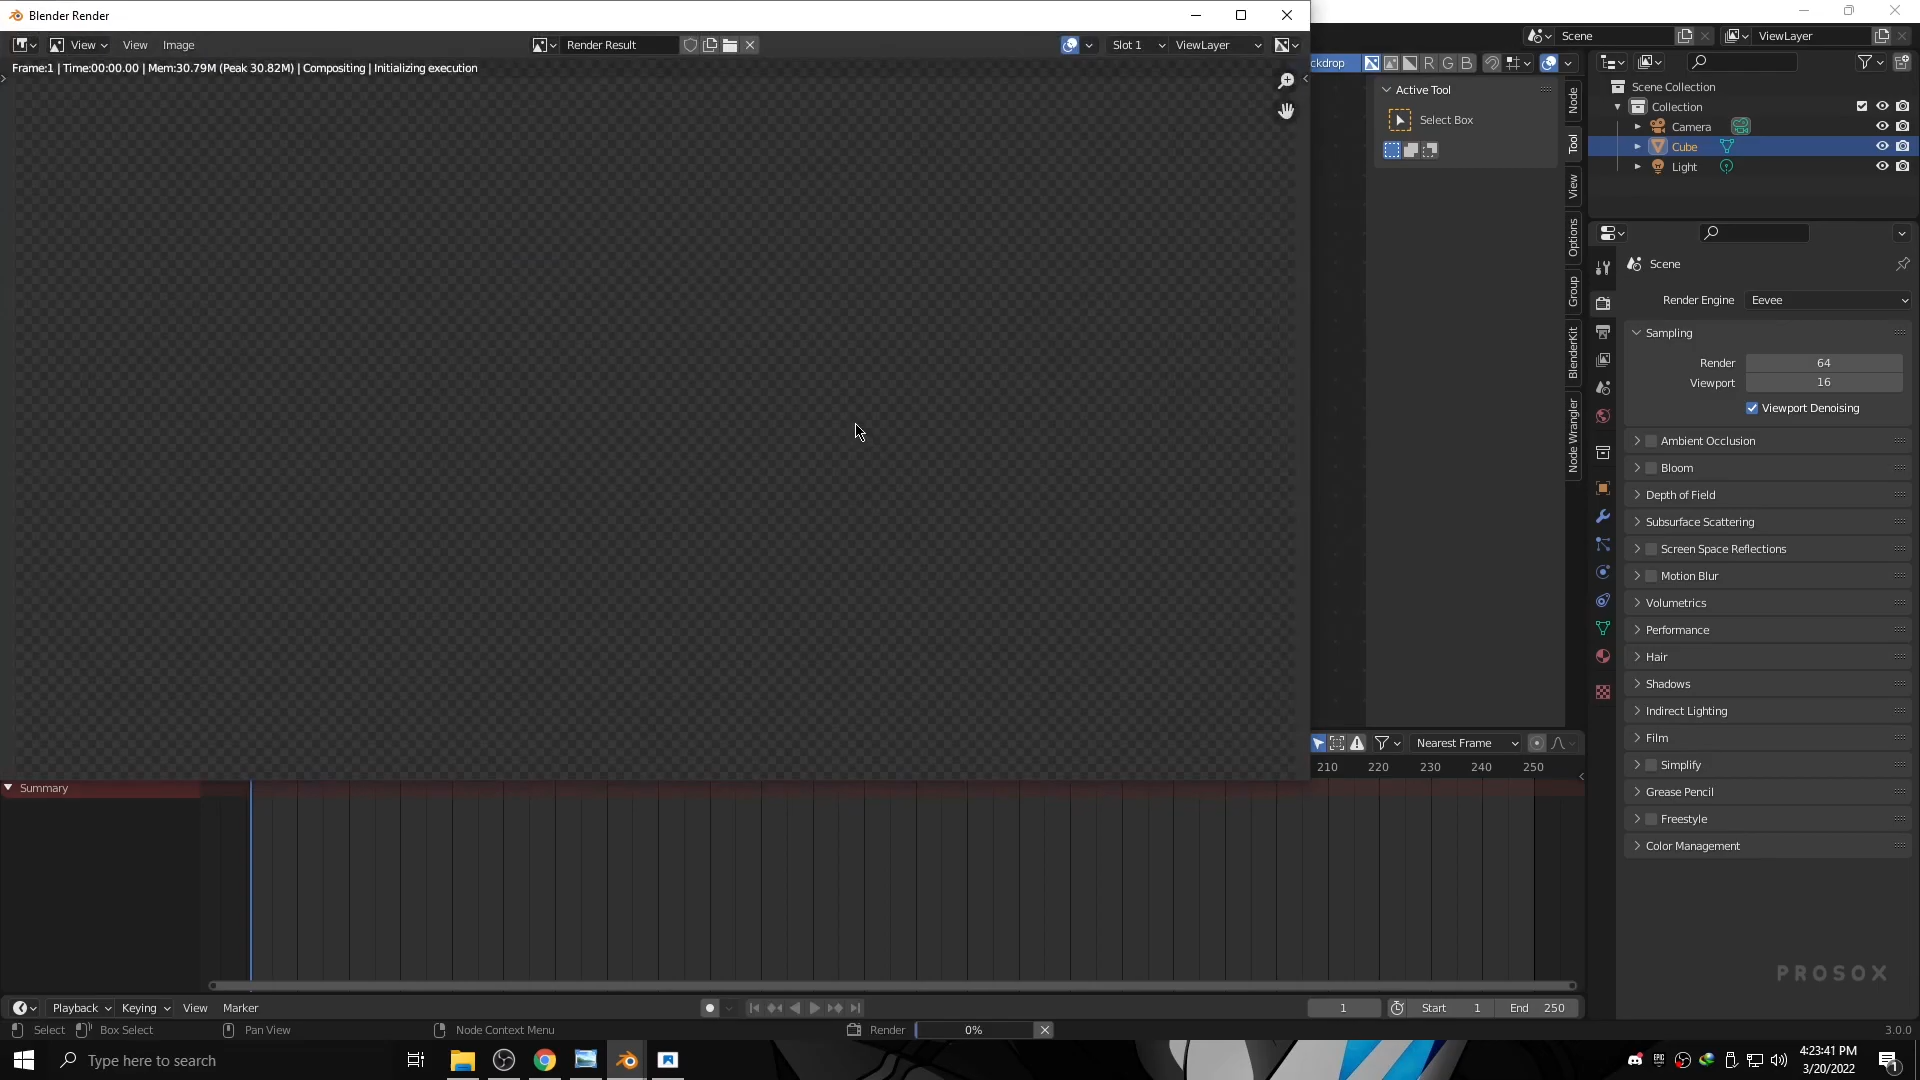 Blender Render
View
View
Image
Render Result
Slot 1
ViewLayer
Frame:1 | Time:00:00.00 | Mem:30.79M (Peak 30.82M) | Compositing | Initializing execution
Scene
ViewLayer
ckdrop
R G B
Active Tool
Select Box
Node
Tool
View
Options
Group
BlenderKit
Node Wrangler
Scene Collection
Collection
Camera
Cube
Light
Scene
Render Engine
Eevee
Sampling
Render
64
Viewport
16
Viewport Denoising
Ambient Occlusion
Bloom
Depth of Field
Subsurface Scattering
Screen Space Reflections
Motion Blur
Volumetrics
Performance
Hair
Shadows
Indirect Lighting
Film
Simplify
Grease Pencil
Freestyle
Color Management
PROSOX
Nearest Frame
210 220 230 240 250
Summary
Playback
Keying
View
Marker
1
Start 1
End 250
Select
Box Select
Pan View
Node Context Menu
Render
0%
3.0.0
Type here to search
EPIC
4:23:41 PM
3/20/2022
1